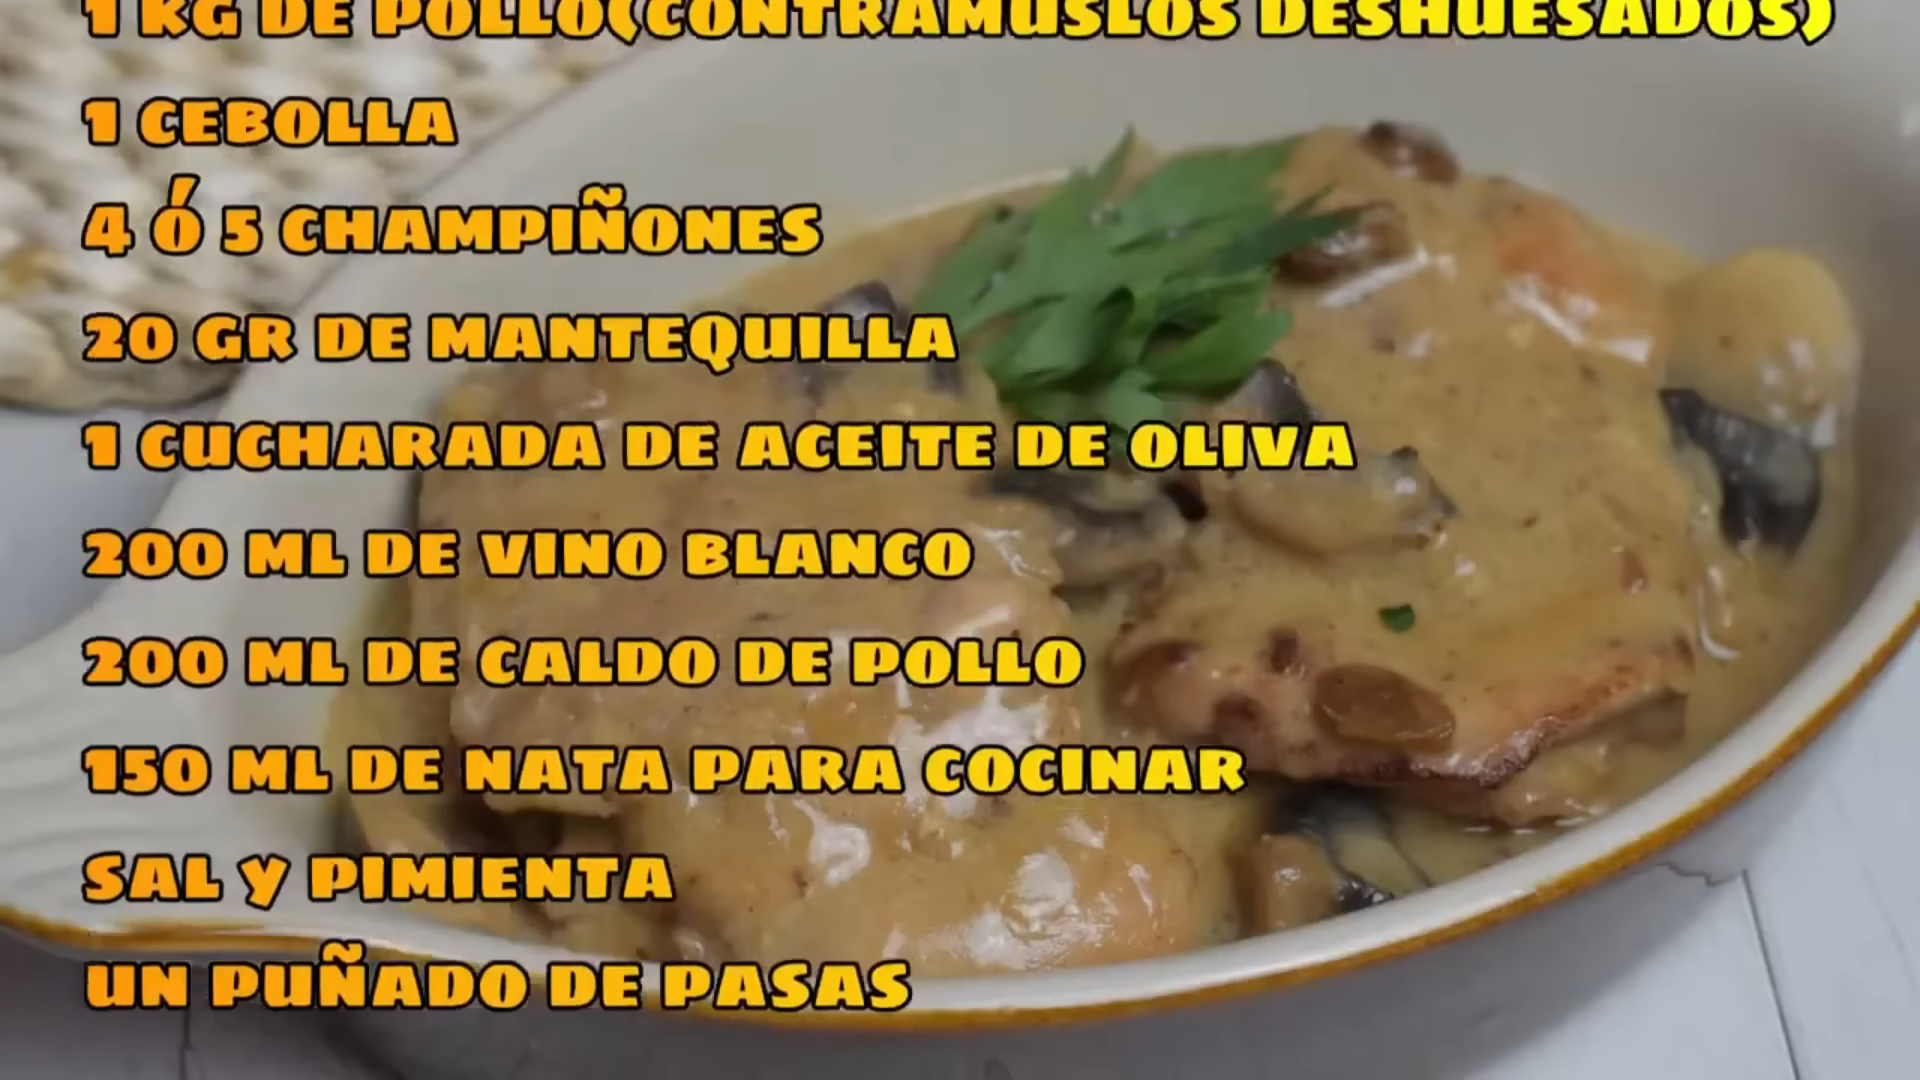 1 KG DE POLLO(CONTRAMUSLOS DESHUESADOS)
1 CEBOLLA
4 Ó 5 CHAMPIÑONES
20 GR DE MANTEQUILLA
1 CUCHARADA DE ACEITE DE OLIVA
200 ML DE VINO BLANCO
200 ML DE CALDO DE POLLO
150 ML DE NATA PARA COCINAR
SAL y PIMIENTA
UN PUÑADO DE PASAS